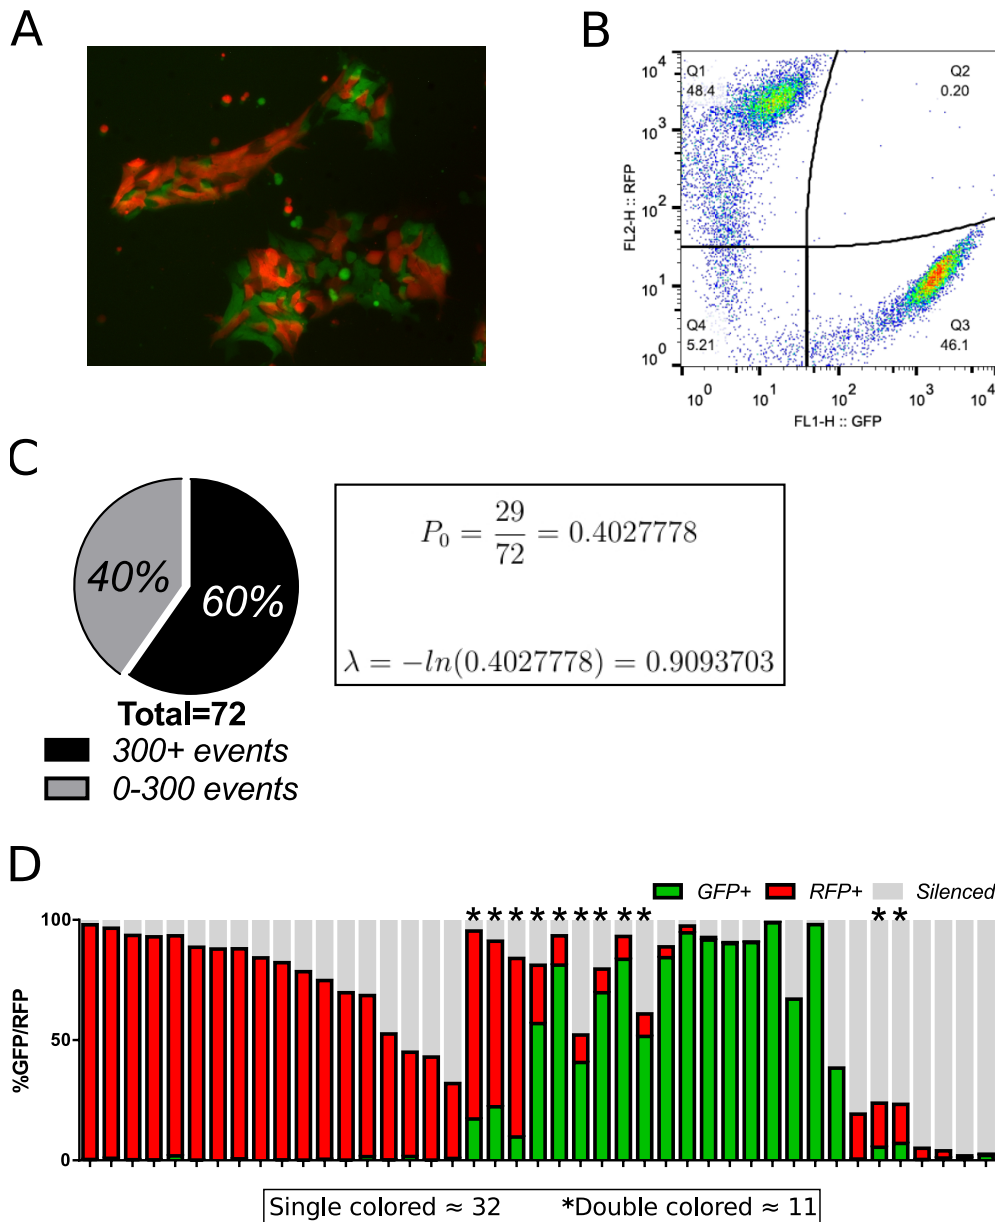 A
B
Q1
48.4
Q2
0.20
Q4
5.21
Q3
46.1
10^4
10^3
10^2
10^1
10^0
FL2-H :: RFP
10^0 10^1 10^2 10^3 10^4
FL1-H :: GFP
C
40%
60%
Total=72
300+ events
0-300 events
P_0 = 29/72 = 0.4027778
λ = -ln(0.4027778) = 0.9093703
D
GFP+ RFP+ Silenced
* * * * * * * * * * *
100
50
0
%GFP/RFP
Single colored ≈ 32 *Double colored ≈ 11